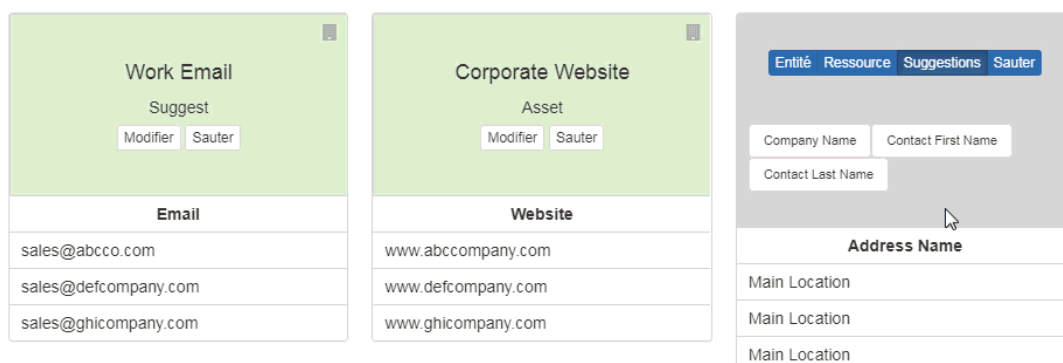 Work Email
Suggest
Modifier Sauter
Email
sales@abcco.com
sales@defcompany.com
sales@ghicompany.com
Corporate Website
Asset
Modifier Sauter
Website
www.abccompany.com
www.defcompany.com
www.ghicompany.com
Entité Ressource Suggestions Sauter
Company Name Contact First Name
Contact Last Name
Address Name
Main Location
Main Location
Main Location